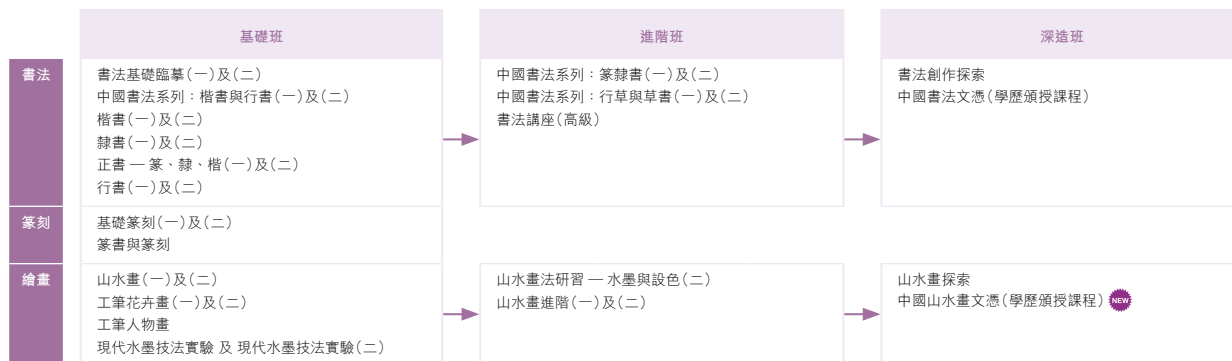 基礎班
進階班
深造班
書法
書法基礎臨摹(一)及(二)
中國書法系列：楷書與行書(一)及(二)
楷書(一)及(二)
隸書(一)及(二)
正書 — 篆、隸、楷(一)及(二)
行書(一)及(二)
中國書法系列：篆隸書(一)及(二)
中國書法系列：行草與草書(一)及(二)
書法講座(高級)
書法創作探索
中國書法文憑(學歷頒授課程)
篆刻
基礎篆刻(一)及(二)
篆書與篆刻
繪畫
山水畫(一)及(二)
工筆花卉畫(一)及(二)
工筆人物畫
現代水墨技法實驗 及 現代水墨技法實驗(二)
山水畫法研習 — 水墨與設色(二)
山水畫進階(一)及(二)
山水畫探索
中國山水畫文憑(學歷頒授課程) NEW